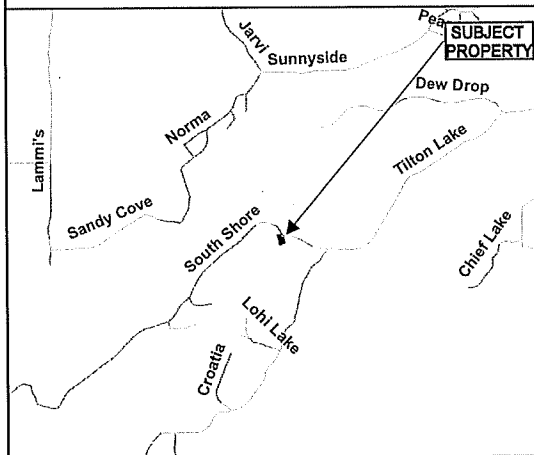 Pea
SUBJECT
PROPERTY
Jarvi
Sunnyside
Dew Drop
Norma
Lammi's
Tilton Lake
Sandy Cove
South Shore
Chief Lake
Lohi Lake
Croatia